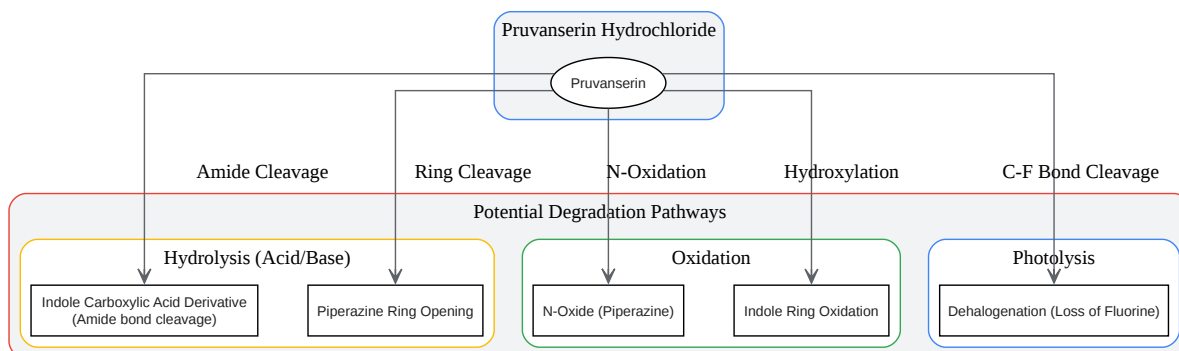 Pruvanserin Hydrochloride
Pruvanserin
Amide Cleavage
Ring Cleavage
N-Oxidation
Hydroxylation
C-F Bond Cleavage
Potential Degradation Pathways
Hydrolysis (Acid/Base)
Oxidation
Photolysis
Indole Carboxylic Acid Derivative
(Amide bond cleavage)
Piperazine Ring Opening
N-Oxide (Piperazine)
Indole Ring Oxidation
Dehalogenation (Loss of Fluorine)